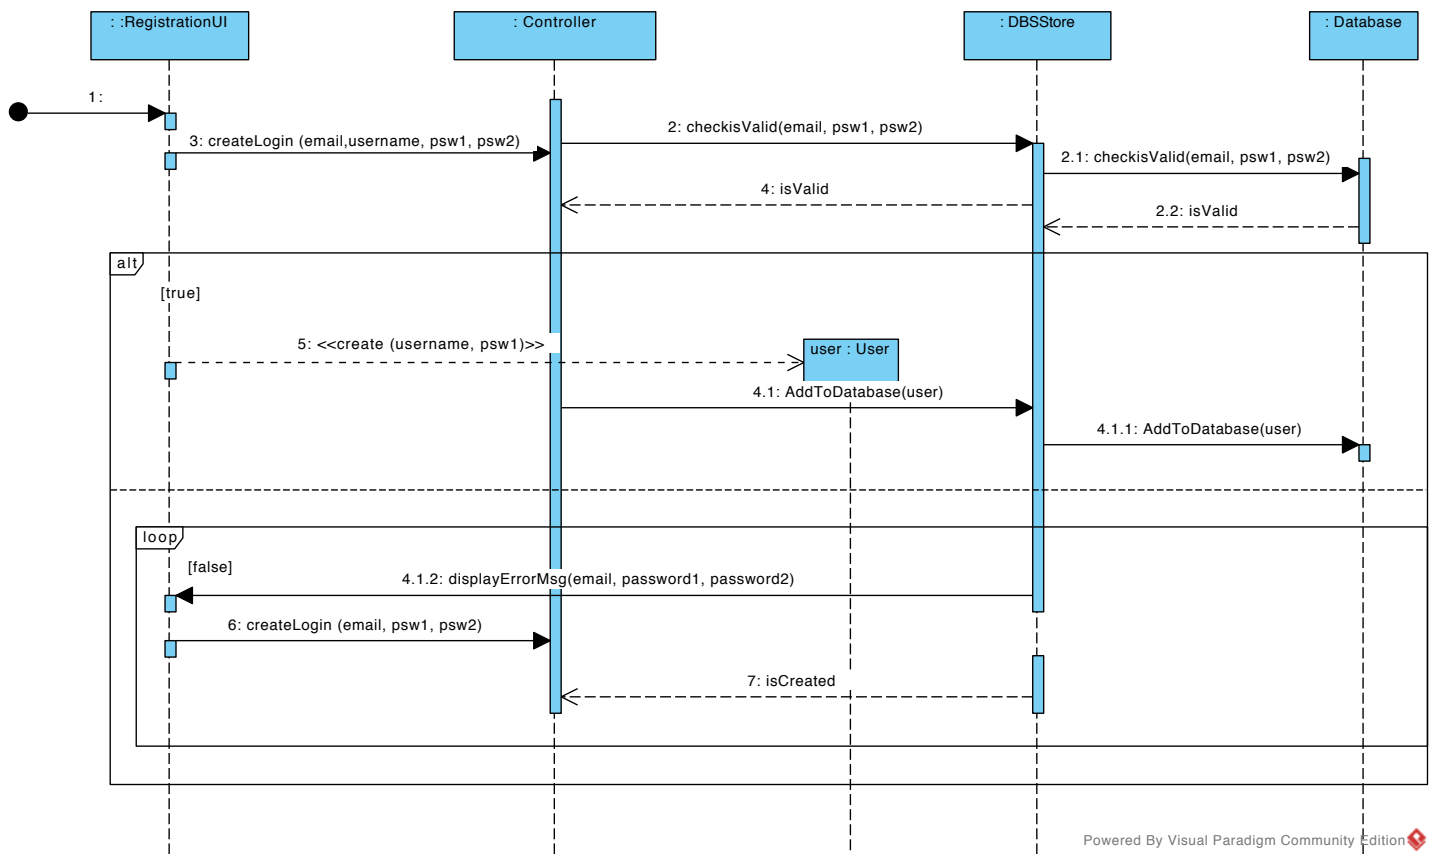 : :RegistrationUI
: Controller
: DBSStore
: Database
1:
3: createLogin (email,username, psw1, psw2)
2: checkisValid(email, psw1, psw2)
2.1: checkisValid(email, psw1, psw2)
4: isValid
2.2: isValid
alt
[true]
5: <<create (username, psw1)>>
user : User
4.1: AddToDatabase(user)
4.1.1: AddToDatabase(user)
loop
[false]
4.1.2: displayErrorMsg(email, password1, password2)
6: createLogin (email, psw1, psw2)
7: isCreated
Powered By Visual Paradigm Community Edition